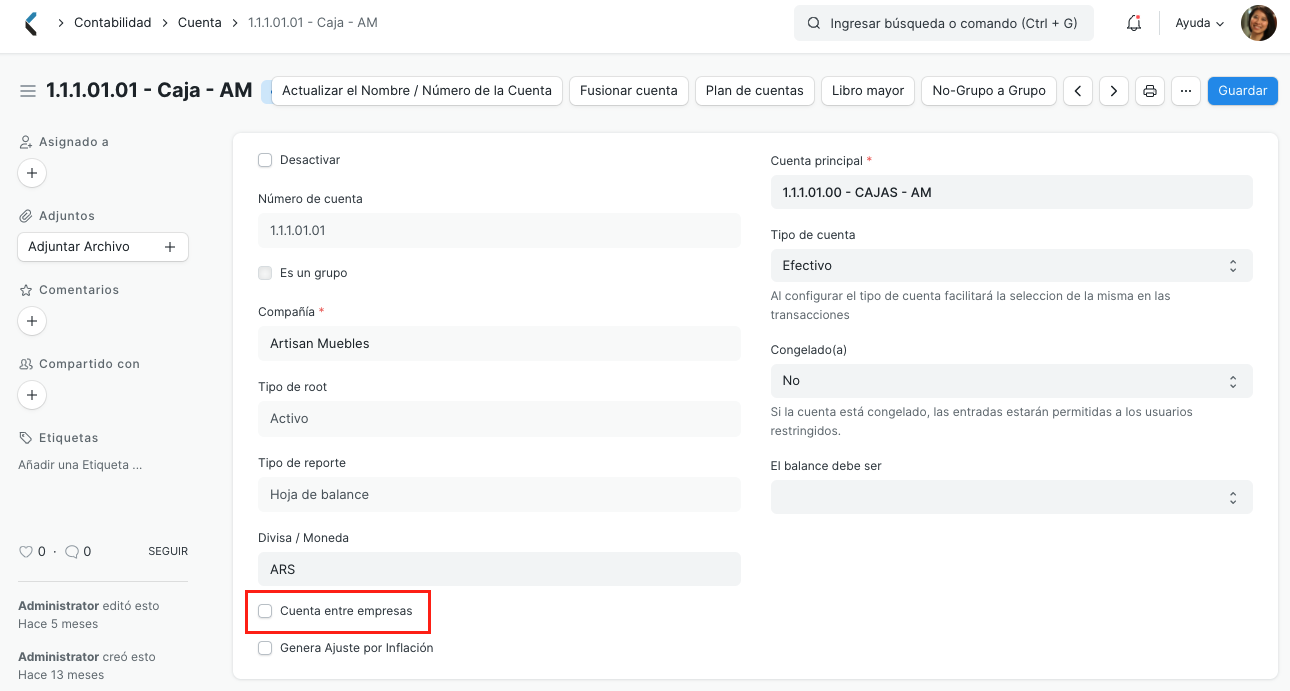 Contabilidad > Cuenta > 1.1.1.01.01 - Caja - AM
Ingresar búsqueda o comando (Ctrl + G)
Ayuda
1.1.1.01.01 - Caja - AM
Actualizar el Nombre / Número de la Cuenta
Fusionar cuenta
Plan de cuentas
Libro mayor
No-Grupo a Grupo
Guardar
Asignado a
Adjuntos
Adjuntar Archivo
Comentarios
Compartido con
Etiquetas
Añadir una Etiqueta ...
0 · 0
SEGUIR
Administrator editó esto
Hace 5 meses
Administrator creó esto
Hace 13 meses
Desactivar
Número de cuenta
1.1.1.01.01
Es un grupo
Compañía *
Artisan Muebles
Tipo de root
Activo
Tipo de reporte
Hoja de balance
Divisa / Moneda
ARS
Cuenta entre empresas
Genera Ajuste por Inflación
Cuenta principal *
1.1.1.01.00 - CAJAS - AM
Tipo de cuenta
Efectivo
Al configurar el tipo de cuenta facilitará la seleccion de la misma en las
transacciones
Congelado(a)
No
Si la cuenta está congelado, las entradas estarán permitidas a los usuarios
restringidos.
El balance debe ser